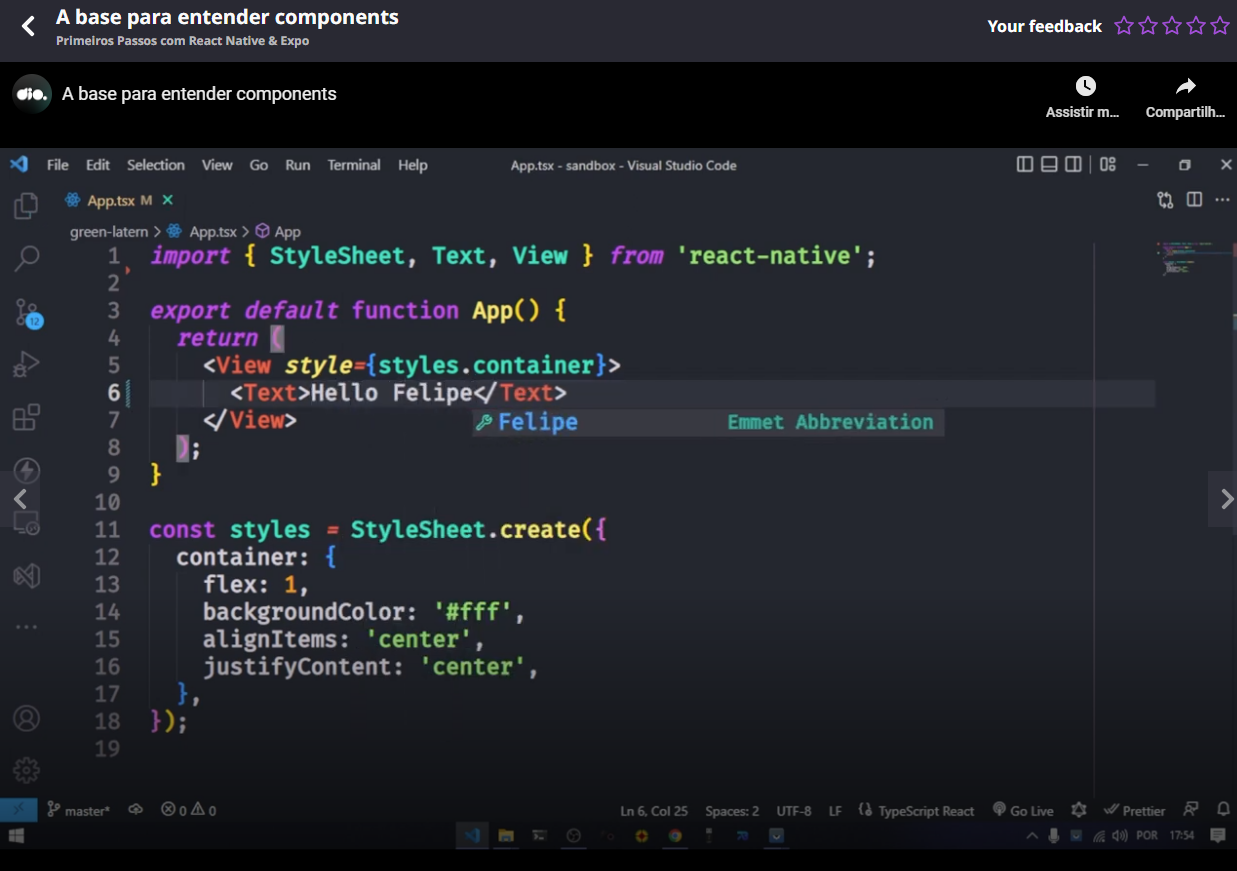 A base para entender components
Primeiros Passos com React Native & Expo
Your feedback
dio.
A base para entender components
Assistir m...
Compartilh...
File Edit Selection View Go Run Terminal Help
App.tsx - sandbox - Visual Studio Code
App.tsx M
green-latern > App.tsx > App
1 import { StyleSheet, Text, View } from 'react-native';
2
3 export default function App() {
4 return (
5 <View style={styles.container}>
6 <Text>Hello Felipe</Text>
7 </View>
Felipe Emmet Abbreviation
8 );
9 }
10
11 const styles = StyleSheet.create({
12 container: {
13 flex: 1,
14 backgroundColor: '#fff',
15 alignItems: 'center',
16 justifyContent: 'center',
17 },
18 });
19
12
master* 0 0
Ln 6, Col 25 Spaces: 2 UTF-8 LF TypeScript React Go Live Prettier
POR 17:54